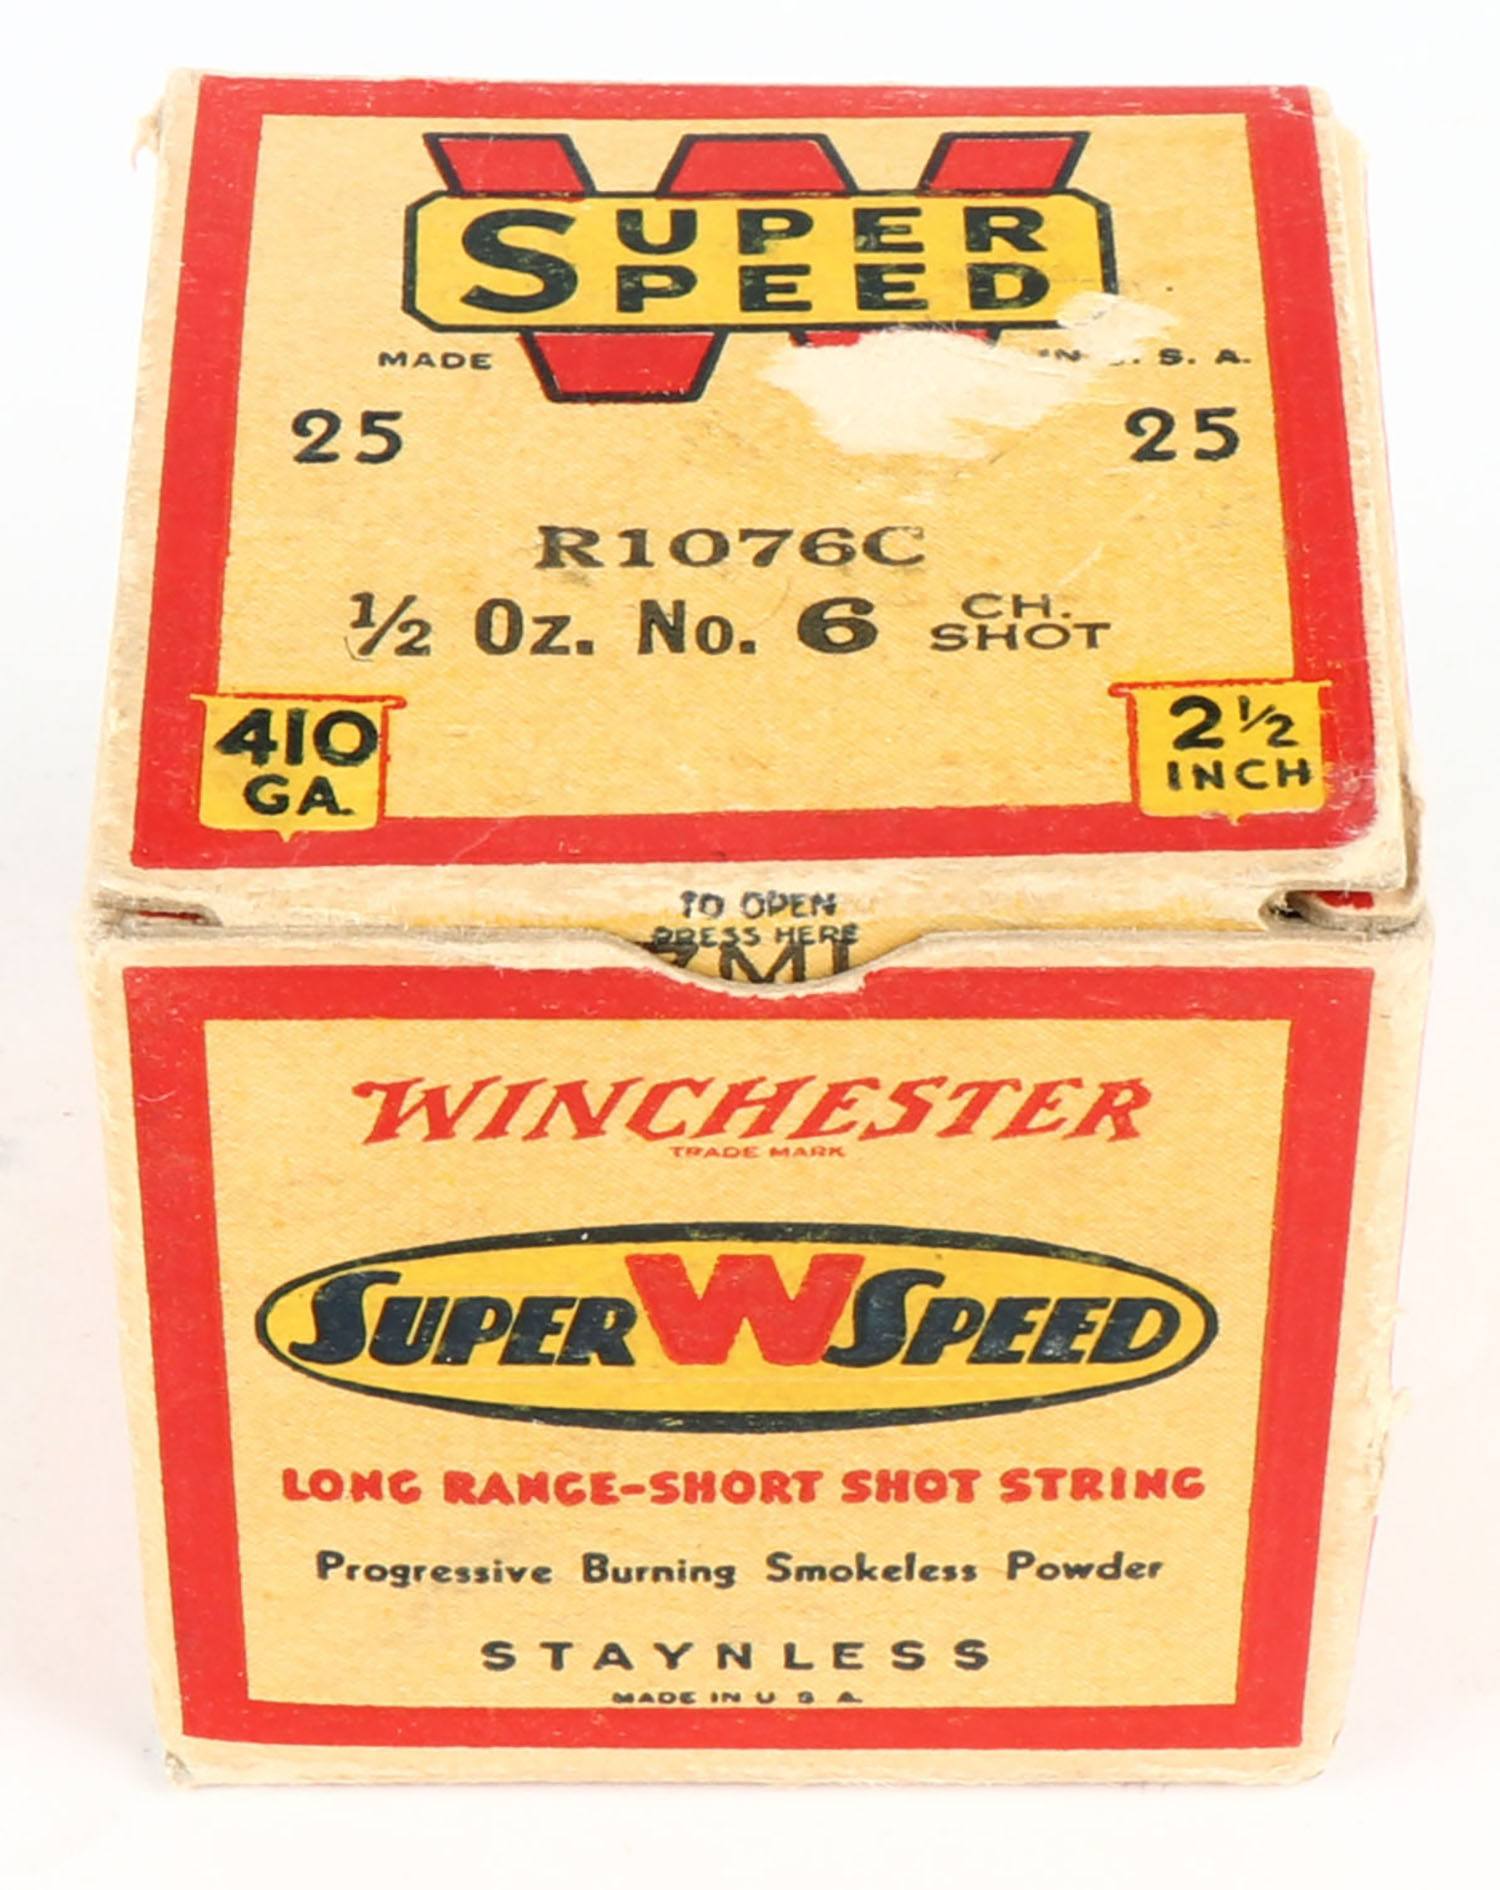 SUPER
SPEED
MADE IN U. S. A.
25 25
R1076C
½ Oz. No. 6 CH. SHOT
410 GA. 2½ INCH
TO OPEN
PRESS HERE
WINCHESTER
TRADE MARK
SUPER W SPEED
LONG RANGE-SHORT SHOT STRING
Progressive Burning Smokeless Powder
STAYNLESS
MADE IN U S A.